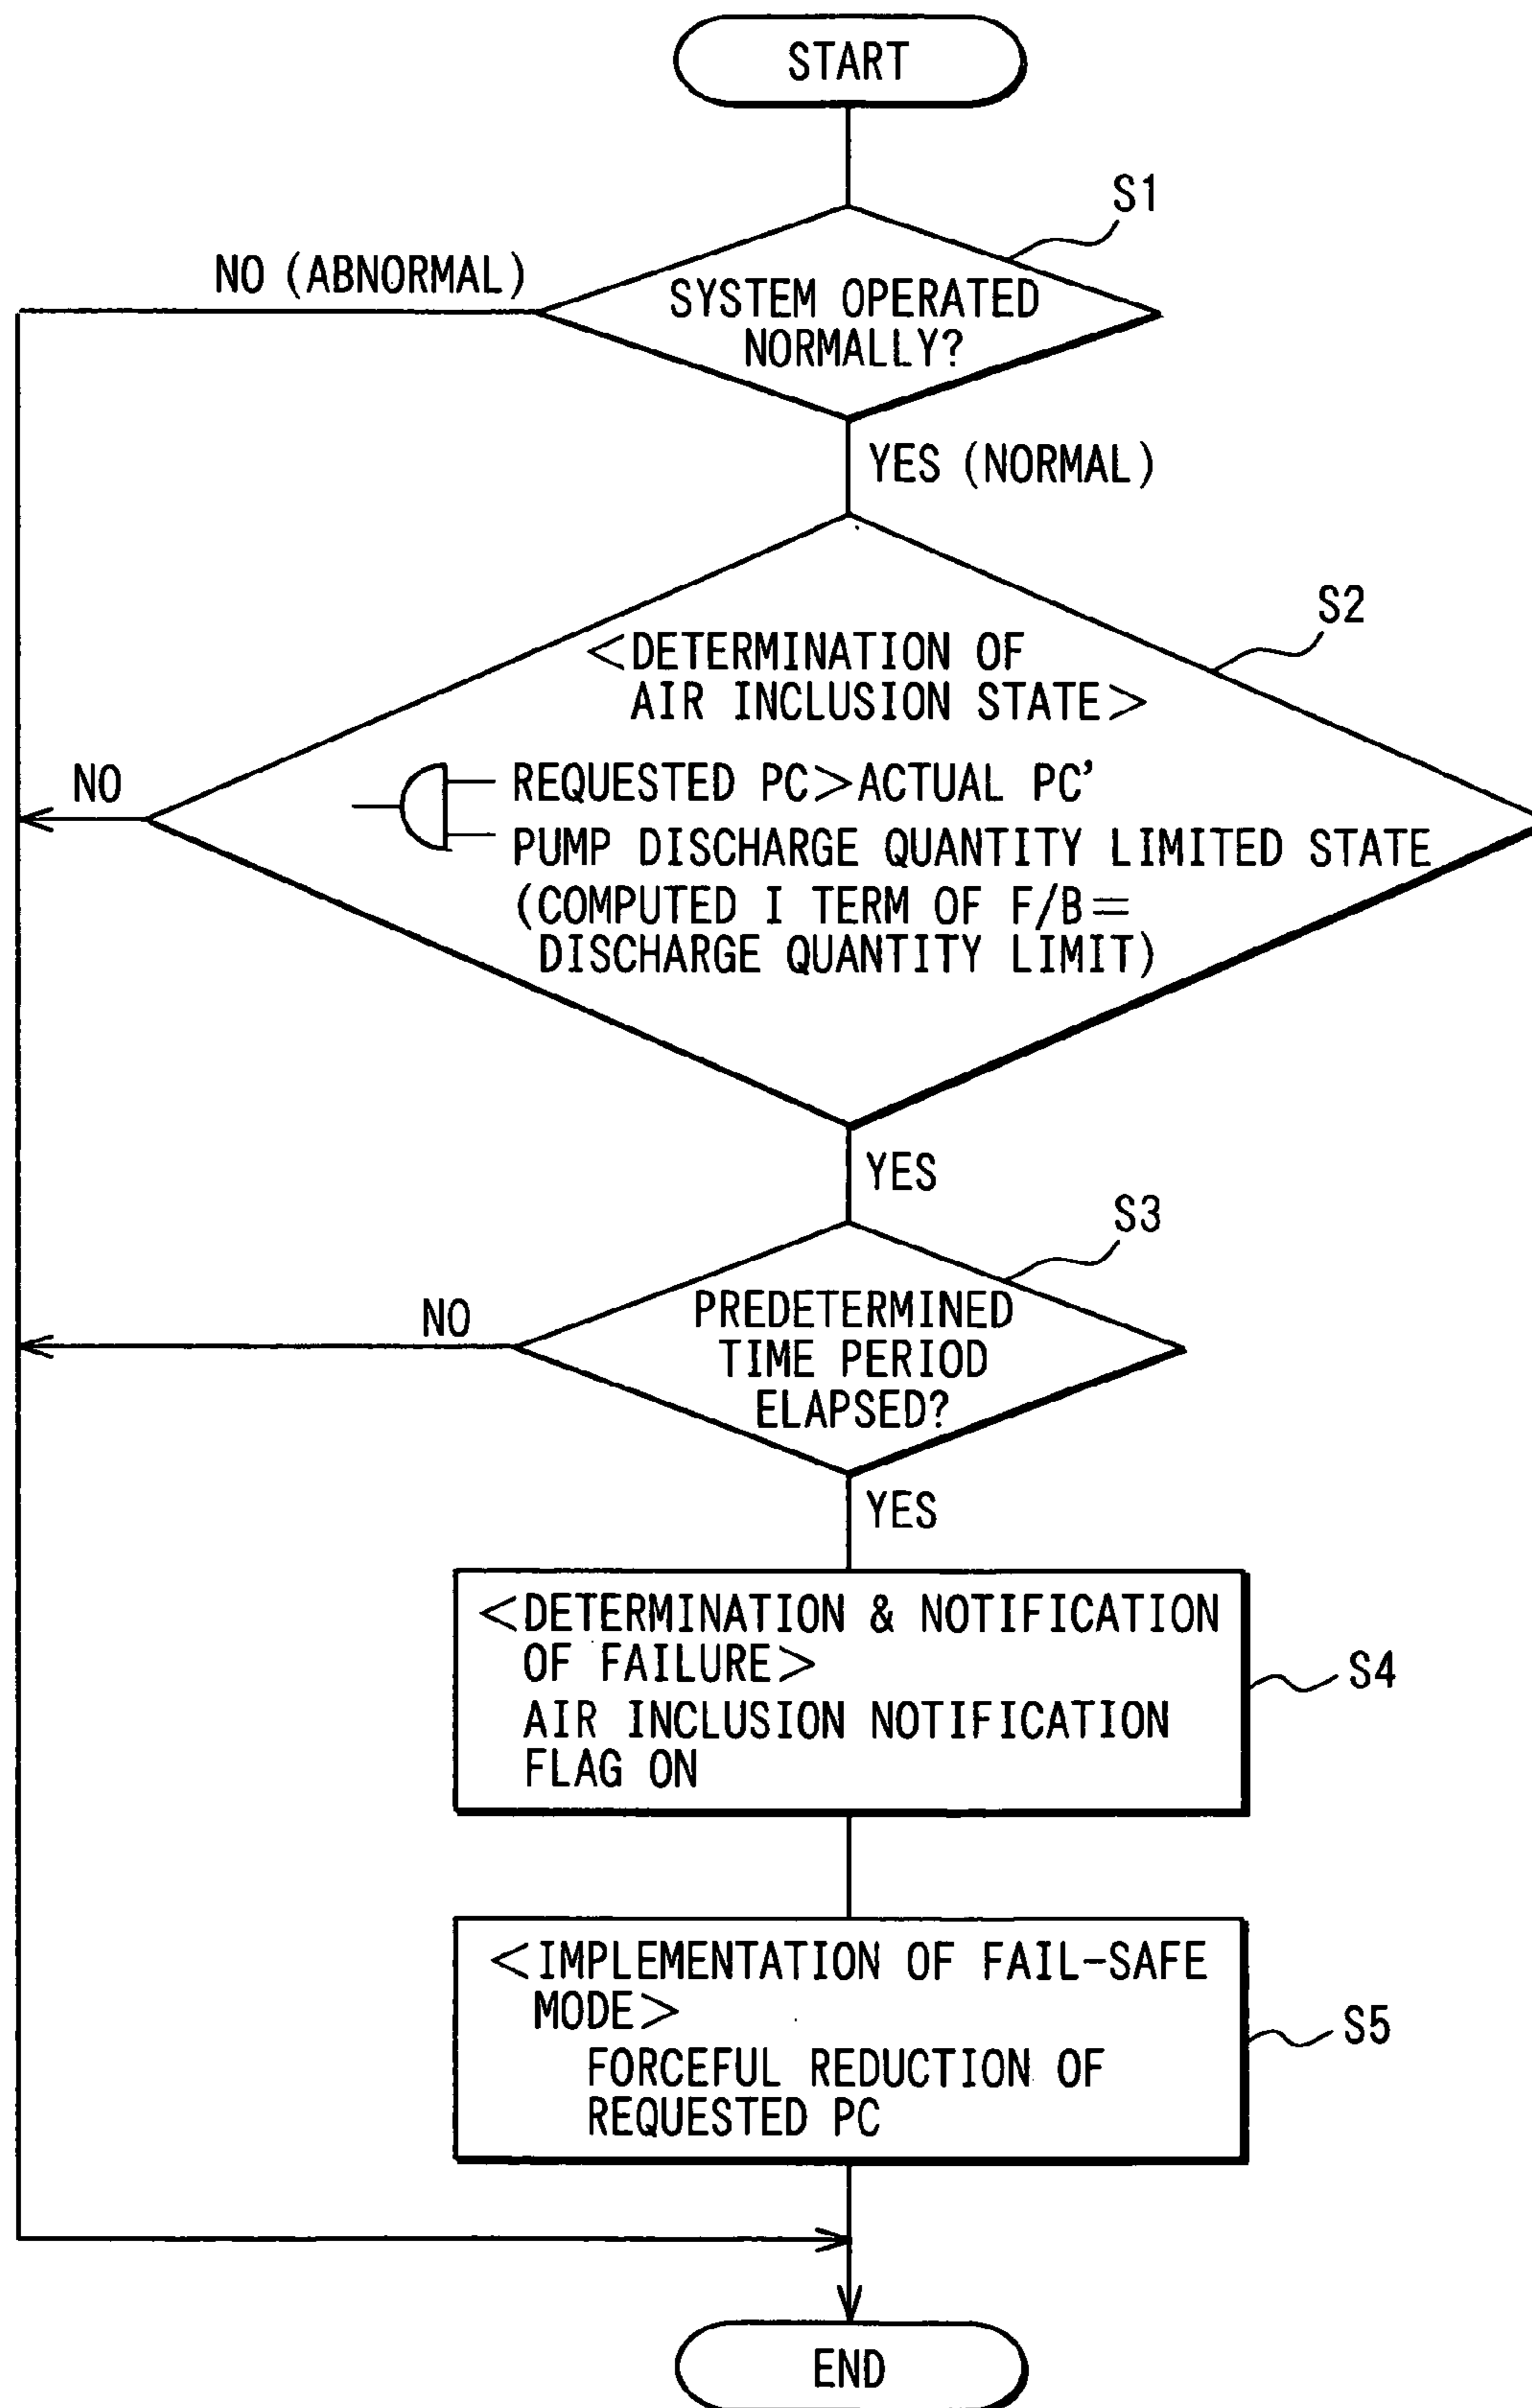 START
S1
NO (ABNORMAL)
SYSTEM OPERATED
NORMALLY?
YES (NORMAL)
S2
<DETERMINATION OF
AIR INCLUSION STATE>
NO
REQUESTED PC>ACTUAL PC'
PUMP DISCHARGE QUANTITY LIMITED STATE
(COMPUTED I TERM OF F/B=
DISCHARGE QUANTITY LIMIT)
YES
S3
NO
PREDETERMINED
TIME PERIOD
ELAPSED?
YES
<DETERMINATION & NOTIFICATION
OF FAILURE>
AIR INCLUSION NOTIFICATION
FLAG ON
S4
<IMPLEMENTATION OF FAIL-SAFE
MODE>
FORCEFUL REDUCTION OF
REQUESTED PC
S5
END